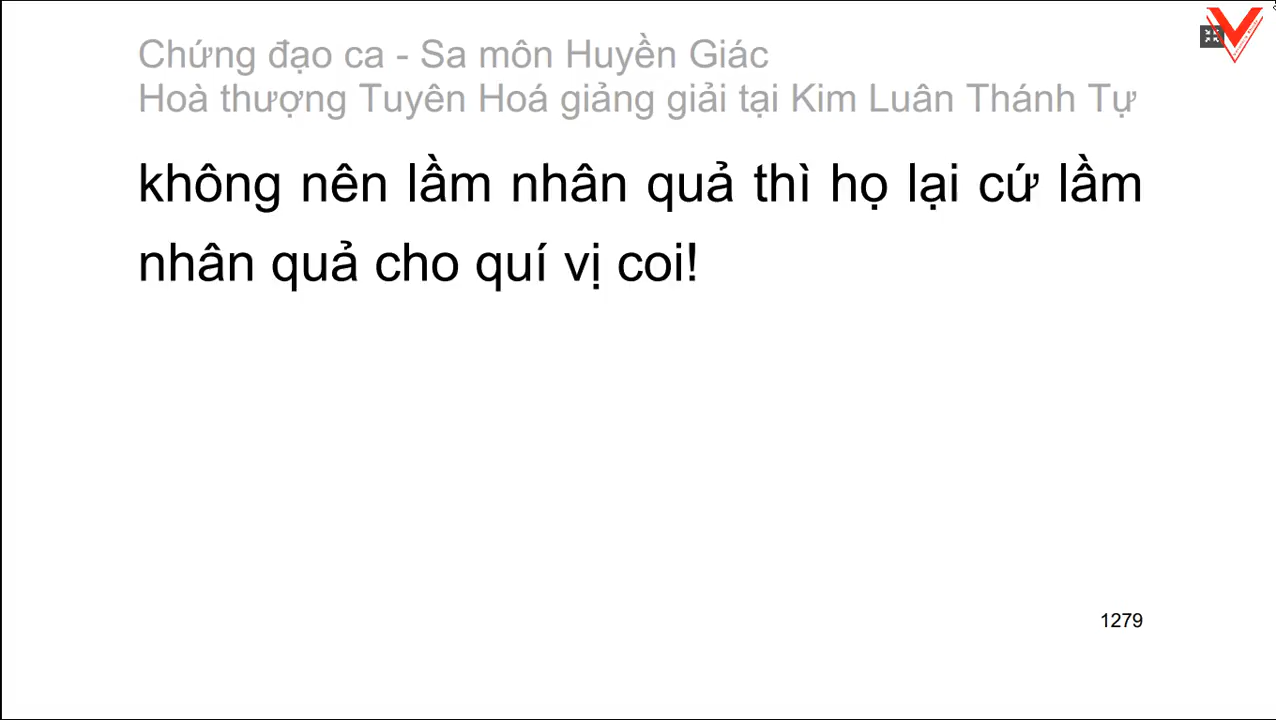 Chứng đạo ca - Sa môn Huyền Giác
Hoà thượng Tuyên Hoá giảng giải tại Kim Luân Thánh Tự
không nên lầm nhân quả thì họ lại cứ lầm
nhân quả cho quí vị coi!
1279